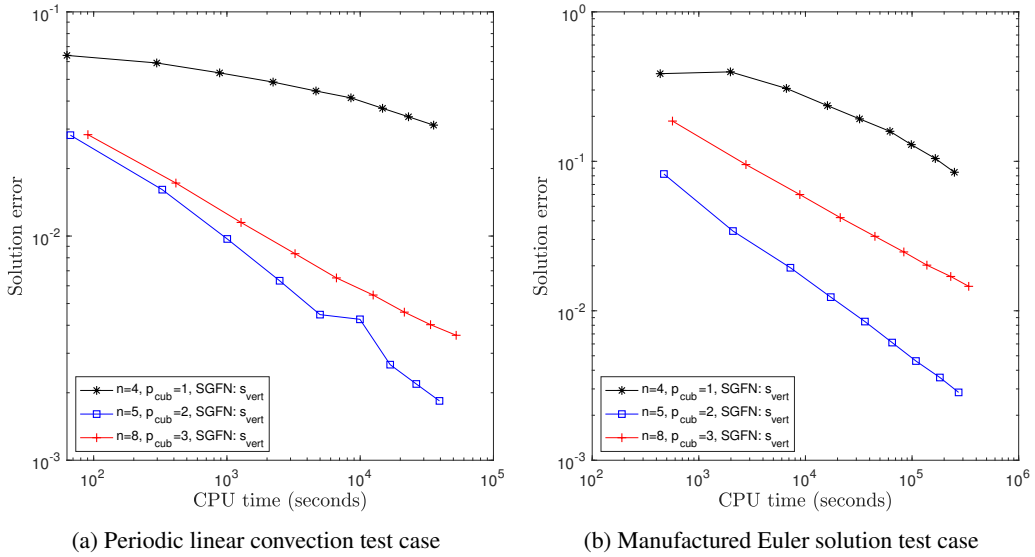 10^-1
10^-2
10^-3
Solution error
n=4, p_cub=1, SGFN: s_vert
n=5, p_cub=2, SGFN: s_vert
n=8, p_cub=3, SGFN: s_vert
10^2
10^3
10^4
10^5
CPU time (seconds)
(a) Periodic linear convection test case
10^0
10^-1
10^-2
10^-3
Solution error
n=4, p_cub=1, SGFN: s_vert
n=5, p_cub=2, SGFN: s_vert
n=8, p_cub=3, SGFN: s_vert
10^2
10^3
10^4
10^5
10^6
CPU time (seconds)
(b) Manufactured Euler solution test case